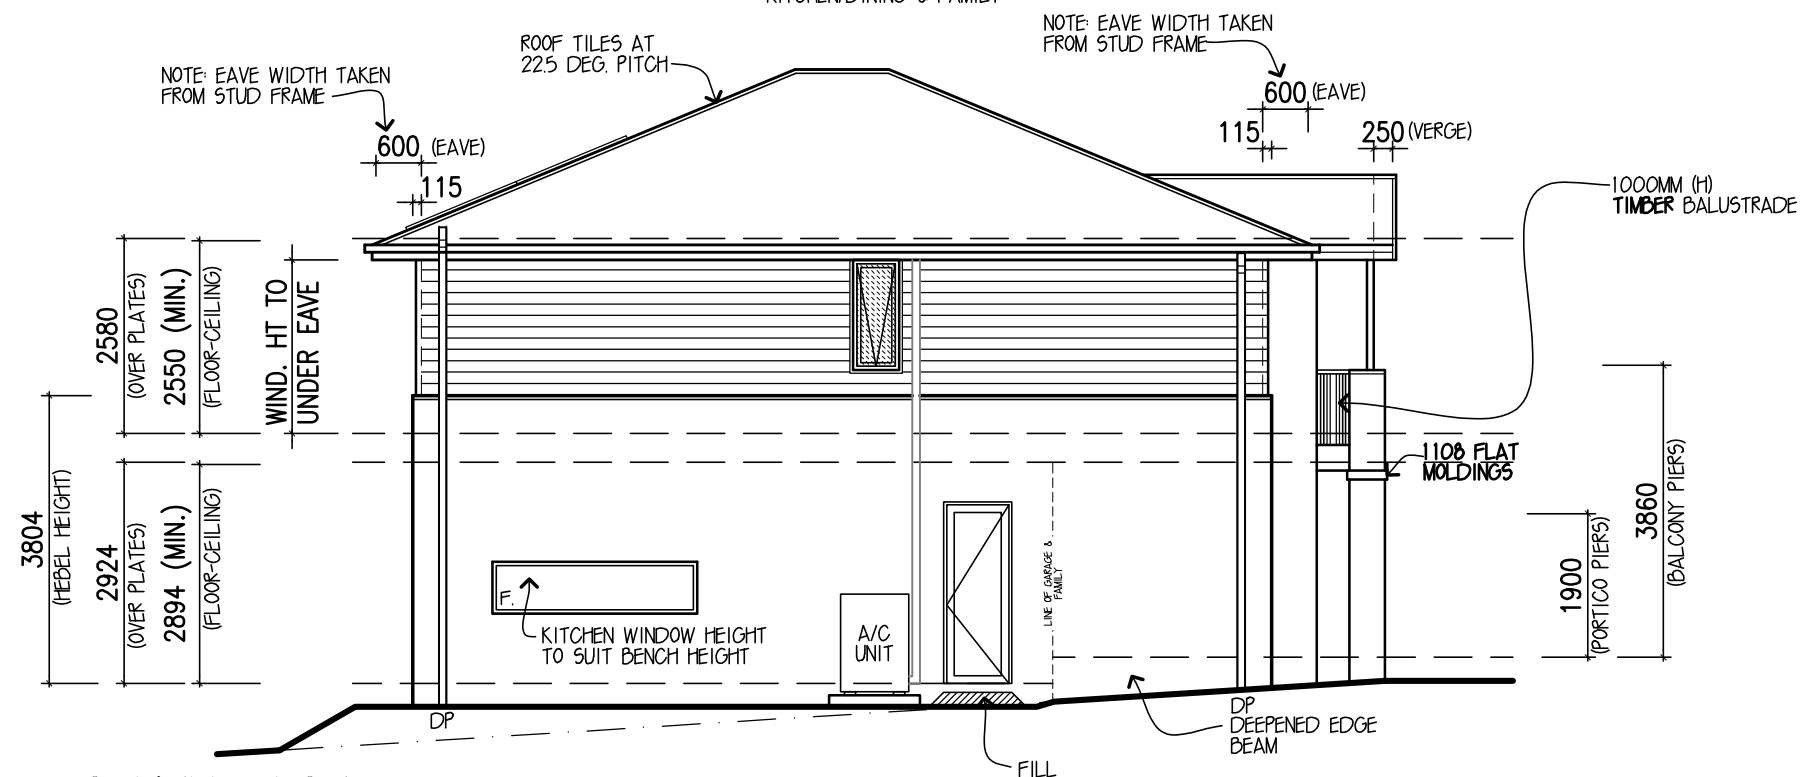 KITCHEN/DINING & FAMILY
NOTE: EAVE WIDTH TAKEN
FROM STUD FRAME
ROOF TILES AT
22.5 DEG. PITCH
NOTE: EAVE WIDTH TAKEN
FROM STUD FRAME
600 (EAVE)
115
600 (EAVE)
115
250 (VERGE)
1000MM (H)
TIMBER BALUSTRADE
2580
(OVER PLATES)
2550 (MIN.)
(FLOOR-CEILING)
WIND. HT TO
UNDER EAVE
3804
(HEBEL HEIGHT)
2924
(OVER PLATES)
2894 (MIN.)
(FLOOR-CEILING)
1108 FLAT
MOLDINGS
3860
(BALCONY PIERS)
1900
(PORTICO PIERS)
LINE OF GARAGE &
FAMILY
F.
KITCHEN WINDOW HEIGHT
TO SUIT BENCH HEIGHT
A/C
UNIT
DP
DP
DEEPENED EDGE
BEAM
FILL